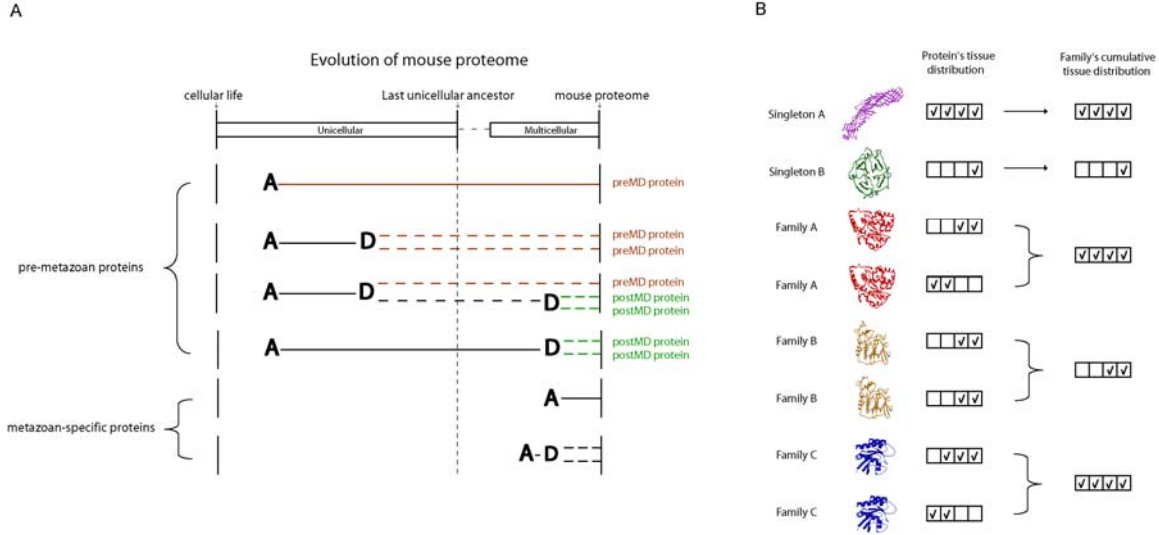 A
Evolution of mouse proteome
cellular life
Last unicellular ancestor
mouse proteome
Unicellular
Multicellular
A
preMD protein
pre-metazoan proteins
A
D
preMD protein
preMD protein
A
D
preMD protein
D
postMD protein
postMD protein
A
D
postMD protein
postMD protein
metazoan-specific proteins
A
A-D
B
Protein's tissue
distribution
Family's cumulative
tissue distribution
Singleton A
Singleton B
Family A
Family A
Family B
Family B
Family C
Family C